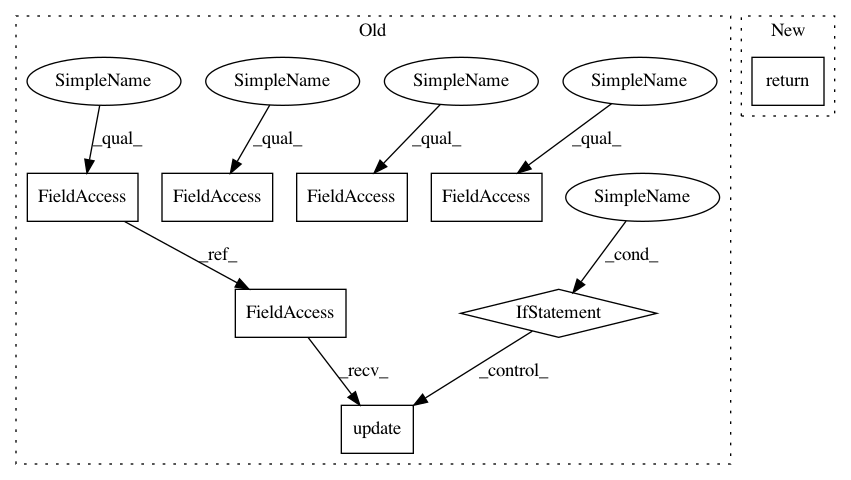 Old
New
SimpleName
SimpleName
SimpleName
SimpleName
return
_qual_
_qual_
_qual_
_qual_
FieldAccess
FieldAccess
FieldAccess
FieldAccess
SimpleName
_ref_
_cond_
FieldAccess
IfStatement
_recv_
_control_
update